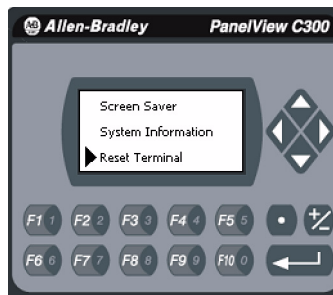 AB Allen-Bradley PanelView C300
Screen Saver
System Information
Reset Terminal
F1 1 F2 2 F3 3 F4 4 F5 5 • +/-
F6 6 F7 7 F8 8 F9 9 F10 0